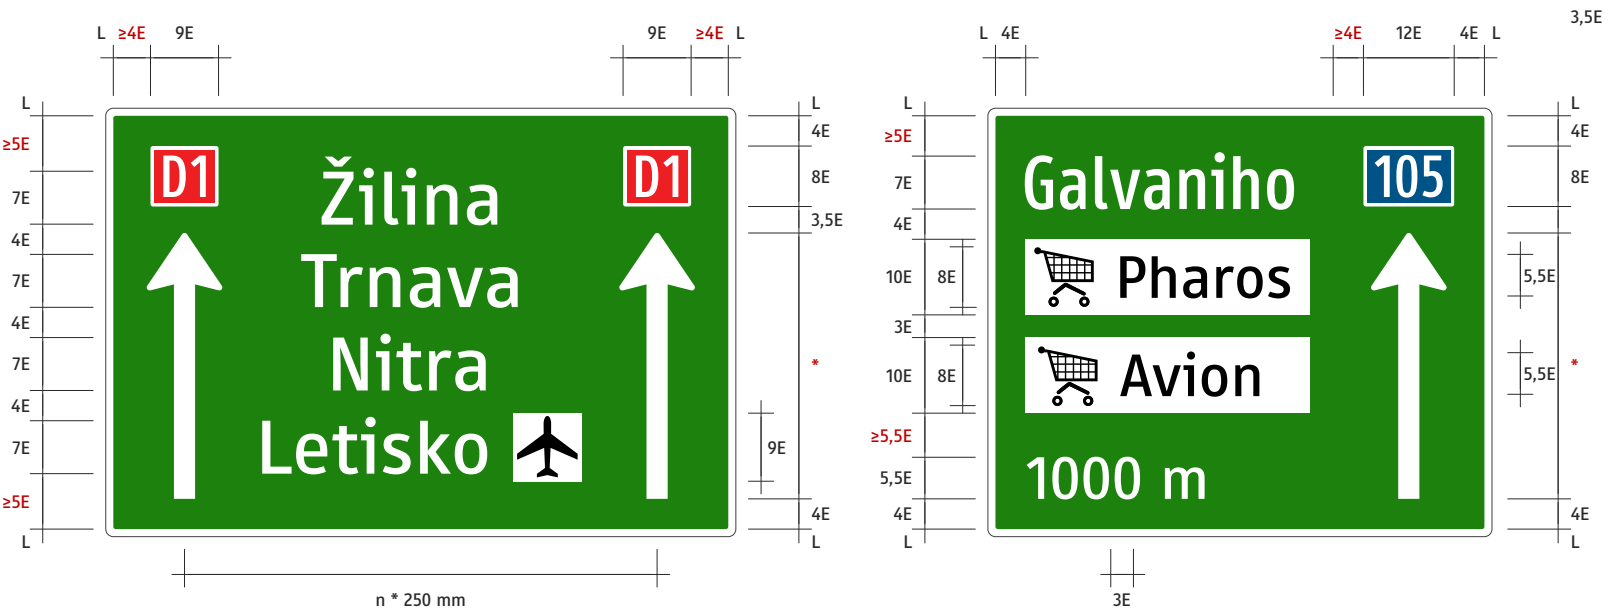 3,5E
L ≥4E 9E 9E ≥4E L
L 4E ≥4E 12E 4E L
L L
≥5E 4E
7E 8E
4E 3,5E
7E
4E
7E *
4E
7E 9E
≥5E 4E
L L
D1 D1
Žilina
Trnava
Nitra
Letisko
n * 250 mm
L L
≥5E 4E
7E 8E
4E
10E 8E 5,5E
3E
10E 8E 5,5E *
≥5,5E
5,5E
4E 4E
L L
Galvaniho 105
Pharos
Avion
1000 m
3E